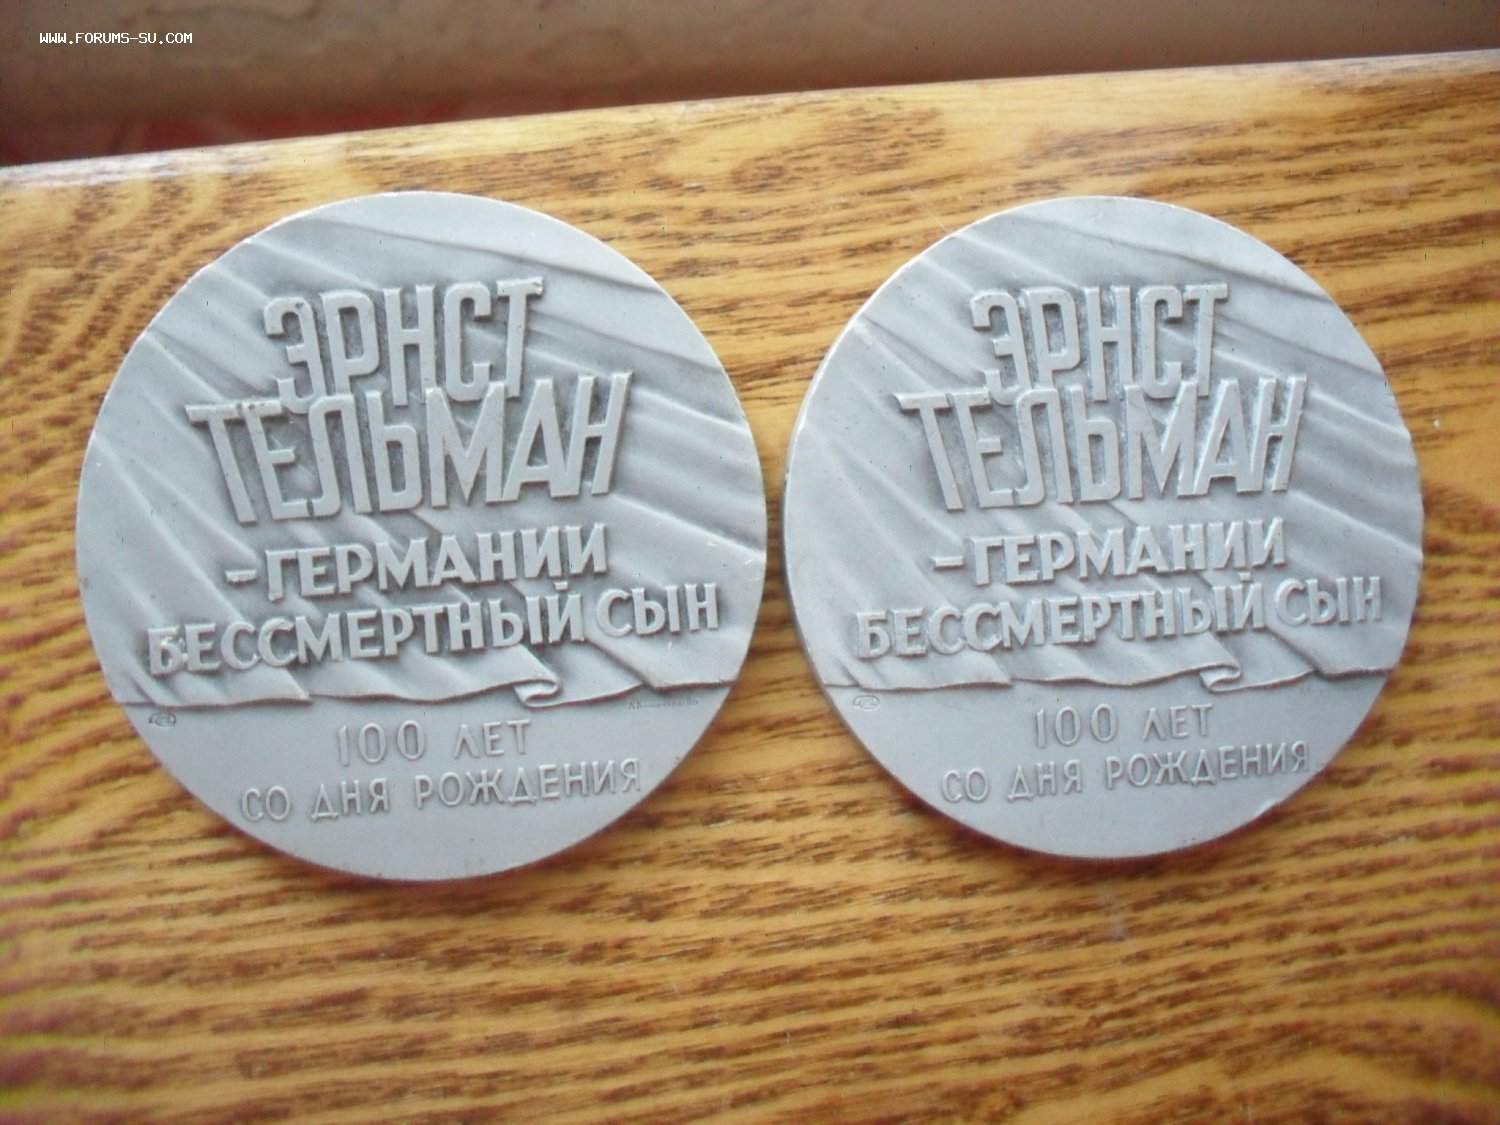 WWW.FORUMS-SU.COM
ЭРНСТ
ТЕЛЬМАН
-ГЕРМАНИИ
БЕССМЕРТНЫЙ СЫН
100 ЛЕТ
СО ДНЯ РОЖДЕНИЯ
ЭРНСТ
ТЕЛЬМАН
-ГЕРМАНИИ
БЕССМЕРТНЫЙ СЫН
100 ЛЕТ
СО ДНЯ РОЖДЕНИЯ